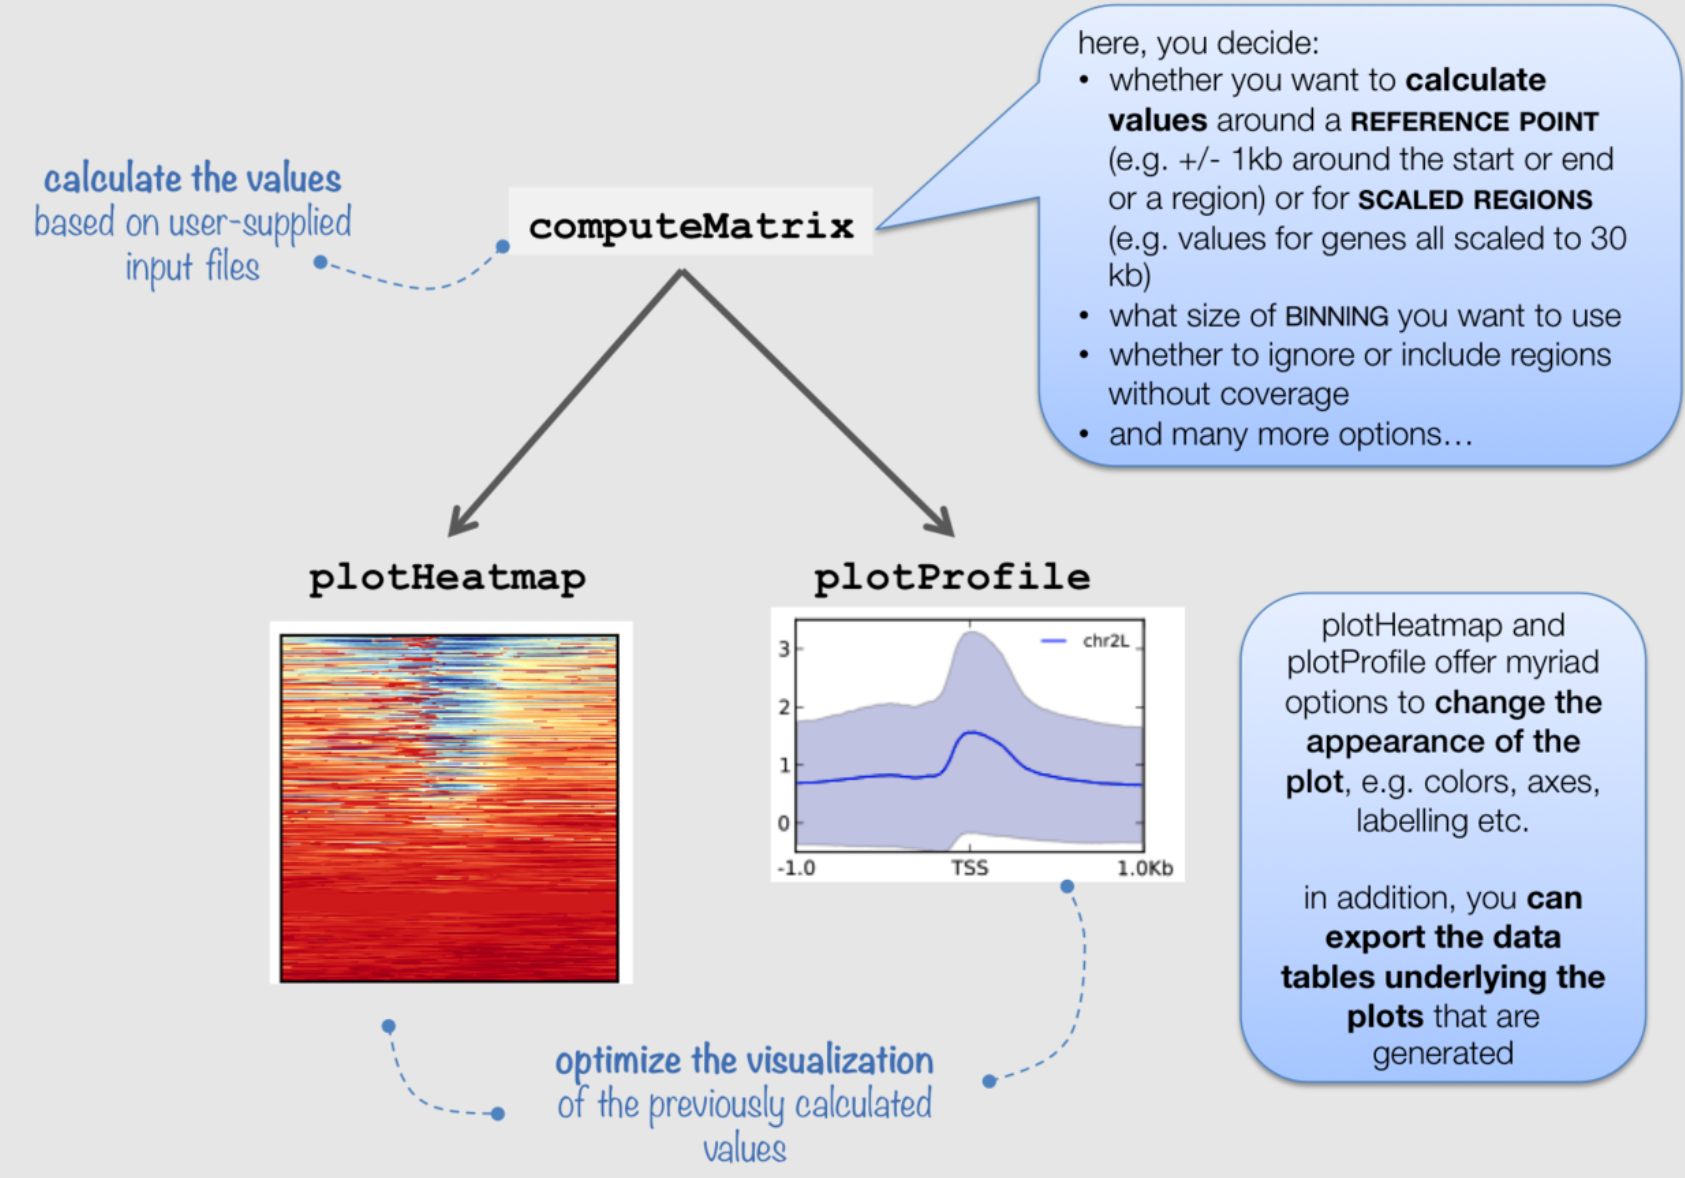 here, you decide:
• whether you want to calculate
values around a REFERENCE POINT
(e.g. +/- 1kb around the start or end
or a region) or for SCALED REGIONS
(e.g. values for genes all scaled to 30
kb)
• what size of BINNING you want to use
• whether to ignore or include regions
without coverage
• and many more options...
calculate the values
based on user-supplied
input files
computeMatrix
plotHeatmap
plotProfile
3
2
1
0
chr2L
-1.0
TSS
1.0Kb
plotHeatmap and
plotProfile offer myriad
options to change the
appearance of the
plot, e.g. colors, axes,
labelling etc.
in addition, you can
export the data
tables underlying the
plots that are
generated
optimize the visualization
of the previously calculated
values